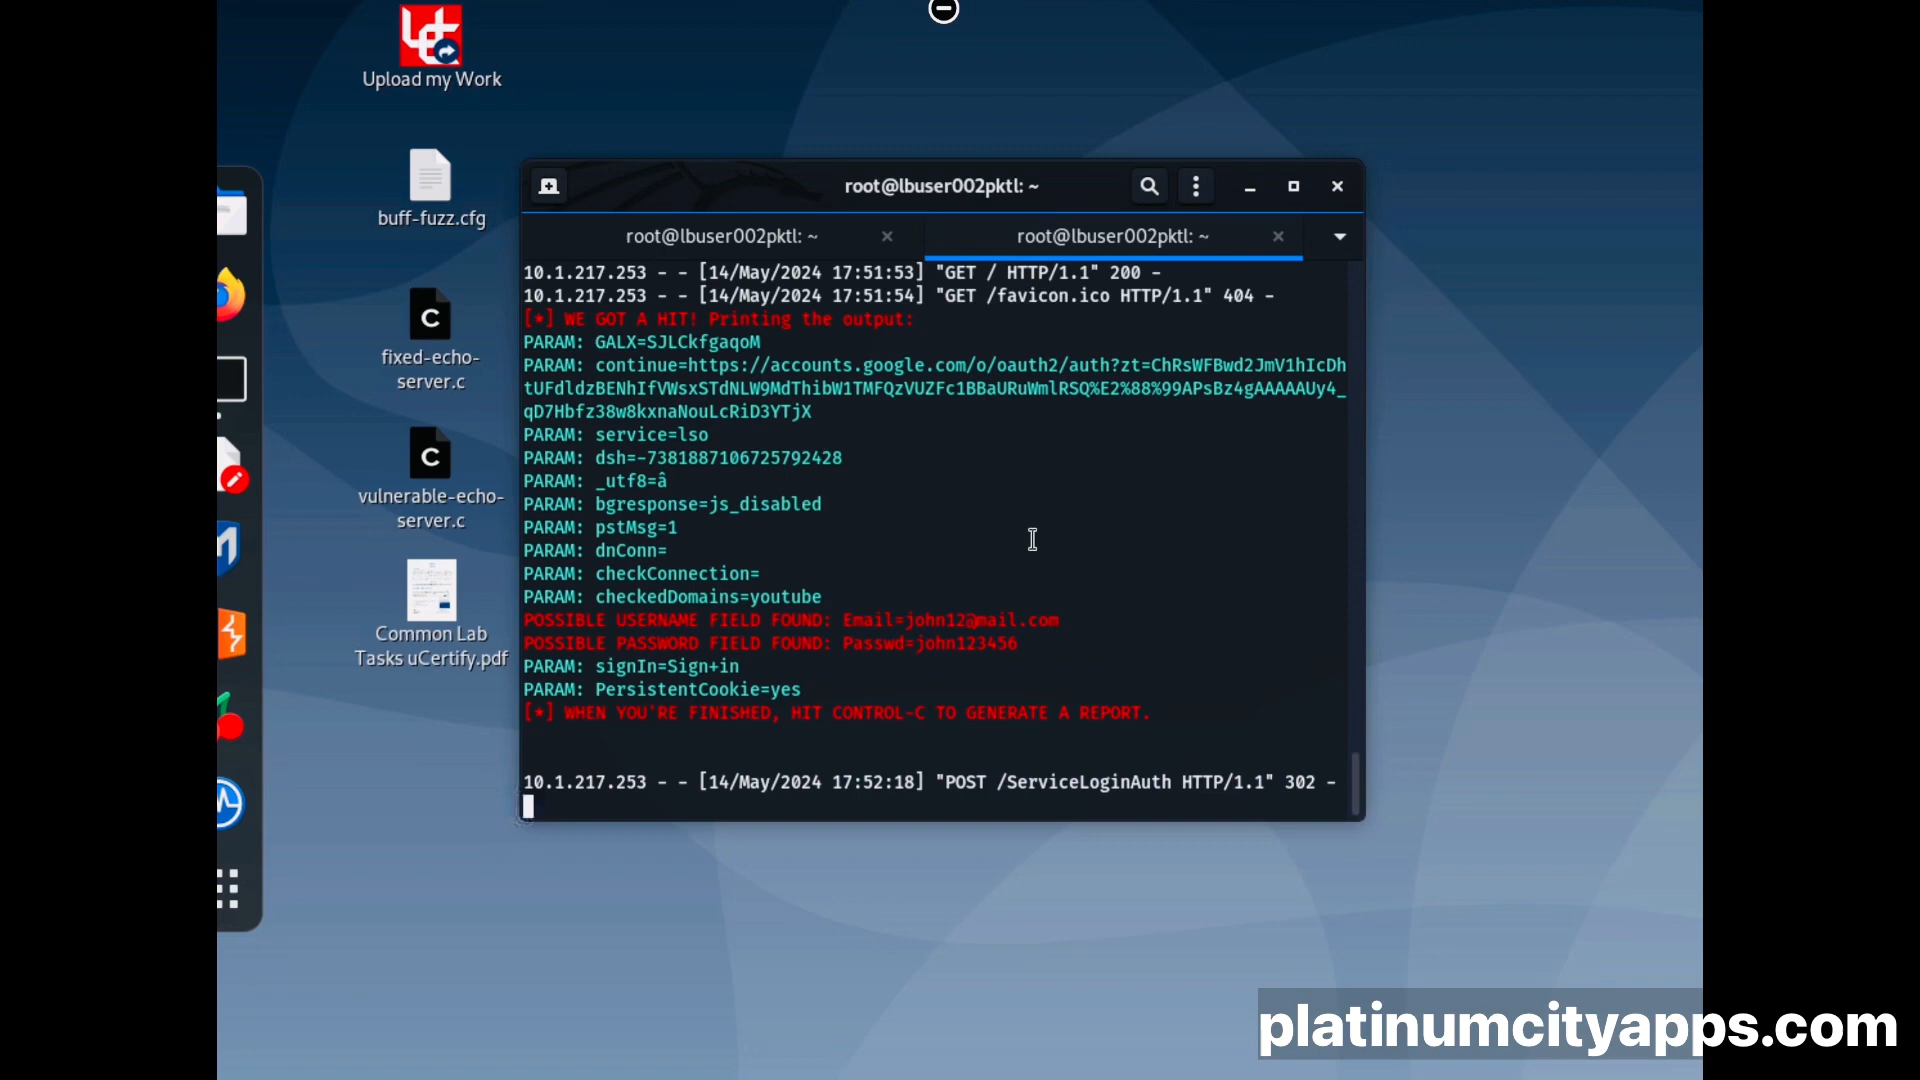 Upload my Work
buff-fuzz.cfg
fixed-echo-
server.c
vulnerable-echo-
server.c
Common Lab
Tasks uCertify.pdf
root@lbuser002pktl: ~
root@lbuser002pktl: ~
root@lbuser002pktl: ~
10.1.217.253 - - [14/May/2024 17:51:53] "GET / HTTP/1.1" 200 -
10.1.217.253 - - [14/May/2024 17:51:54] "GET /favicon.ico HTTP/1.1" 404 -
[*] WE GOT A HIT! Printing the output:
PARAM: GALX=SJLCkfgaqoM
PARAM: continue=https://accounts.google.com/o/oauth2/auth?zt=ChRsWFBwd2JmV1hIcDh
tUFdldzBENhIfVWsxSTdNLW9MdThibW1TMFQzVUZFc1BBaURuWmlRSQ%E2%88%99APsBz4gAAAAAUy4_
qD7Hbfz38w8kxnaNouLcRiD3YTjX
PARAM: service=lso
PARAM: dsh=-7381887106725792428
PARAM: _utf8=â
PARAM: bgresponse=js_disabled
PARAM: pstMsg=1
PARAM: dnConn=
PARAM: checkConnection=
PARAM: checkedDomains=youtube
POSSIBLE USERNAME FIELD FOUND: Email=john12@mail.com
POSSIBLE PASSWORD FIELD FOUND: Passwd=john123456
PARAM: signIn=Sign+in
PARAM: PersistentCookie=yes
[*] WHEN YOU'RE FINISHED, HIT CONTROL-C TO GENERATE A REPORT.
10.1.217.253 - - [14/May/2024 17:52:18] "POST /ServiceLoginAuth HTTP/1.1" 302 -
platinumcityapps.com